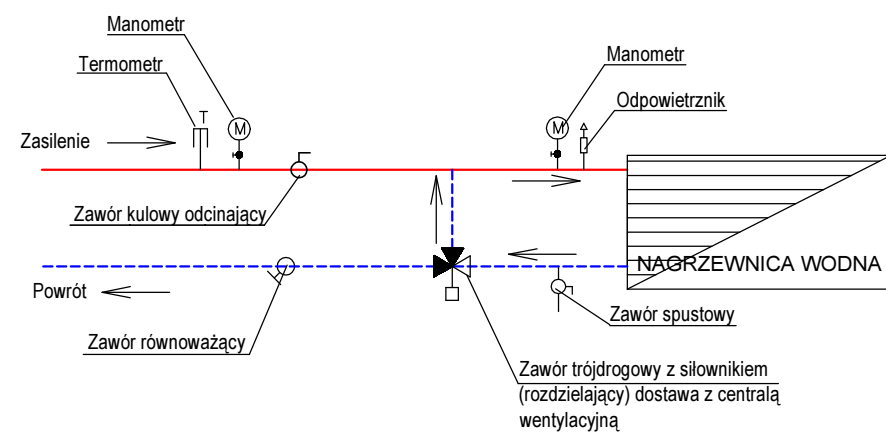 Manometr
Termometr
T
M
Zasilenie
Manometr
Odpowietrznik
M
Zawór kulowy odcinający
NAGRZEWNICA WODNA
Powrót
Zawór równoważący
Zawór spustowy
Zawór trójdrogowy z siłownikiem
(rozdzielający) dostawa z centralą
wentylacyjną